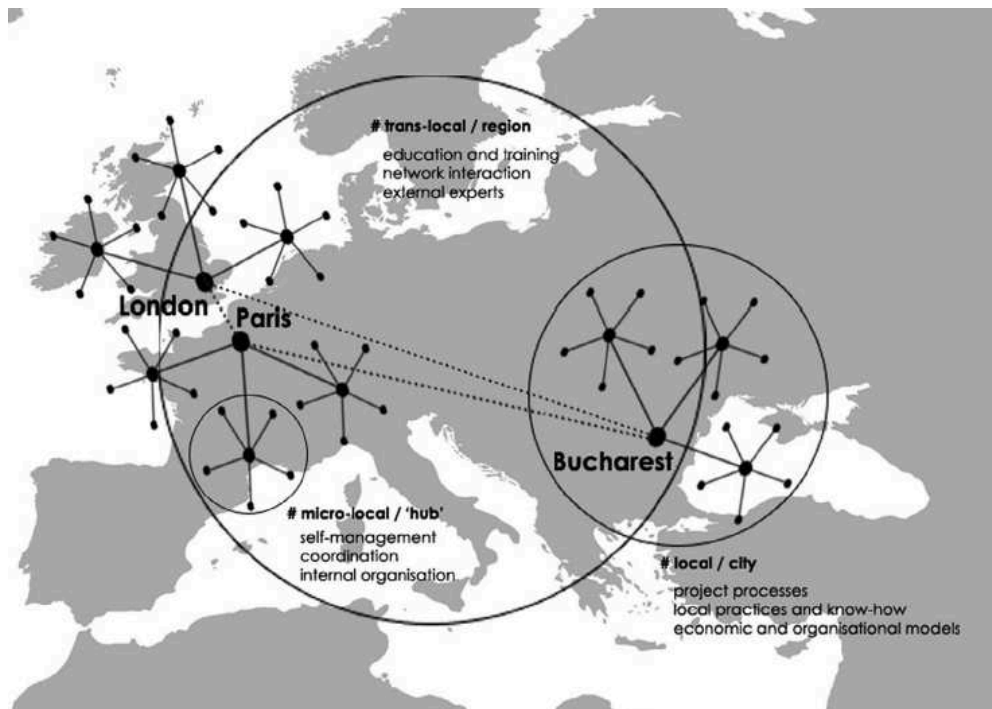 # trans-local / region
education and training
network interaction
external experts
London
Paris
Bucharest
# micro-local / 'hub'
self-management
coordination
internal organisation
# local / city
project processes
local practices and know-how
economic and organisational models